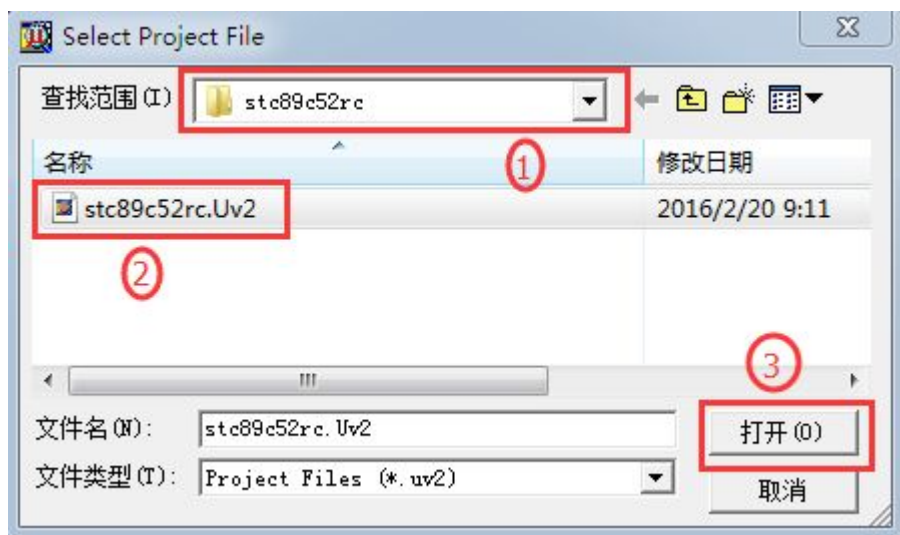 Select Project File
查找范围(I)
stc89c52rc
1
名称
修改日期
stc89c52rc.Uv2
2016/2/20 9:11
2
3
文件名(N):
stc89c52rc.Uv2
打开(O)
文件类型(T):
Project Files (*.uv2)
取消